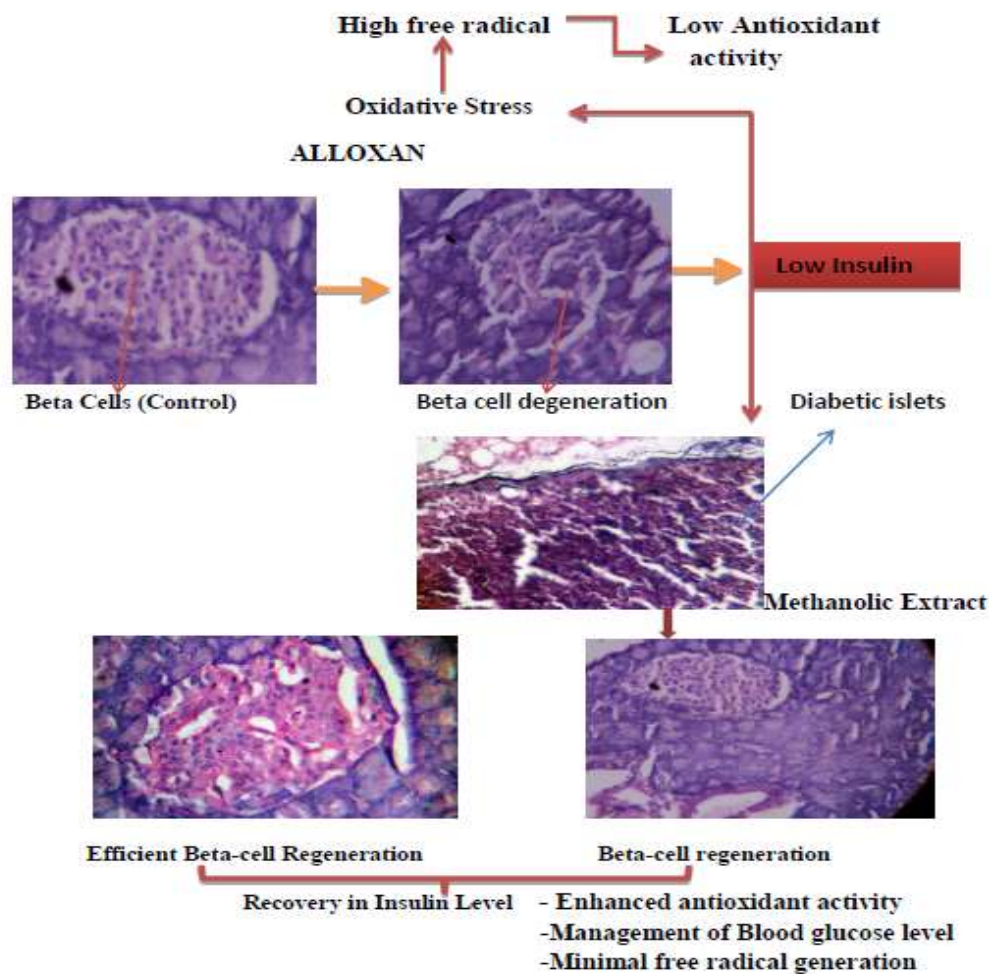 High free radical
Low Antioxidant
activity
Oxidative Stress
ALLOXAN
Low Insulin
Beta Cells (Control)
Beta cell degeneration
Diabetic islets
Methanolic Extract
Efficient Beta-cell Regeneration
Beta-cell regeneration
Recovery in Insulin Level
- Enhanced antioxidant activity
-Management of Blood glucose level
-Minimal free radical generation